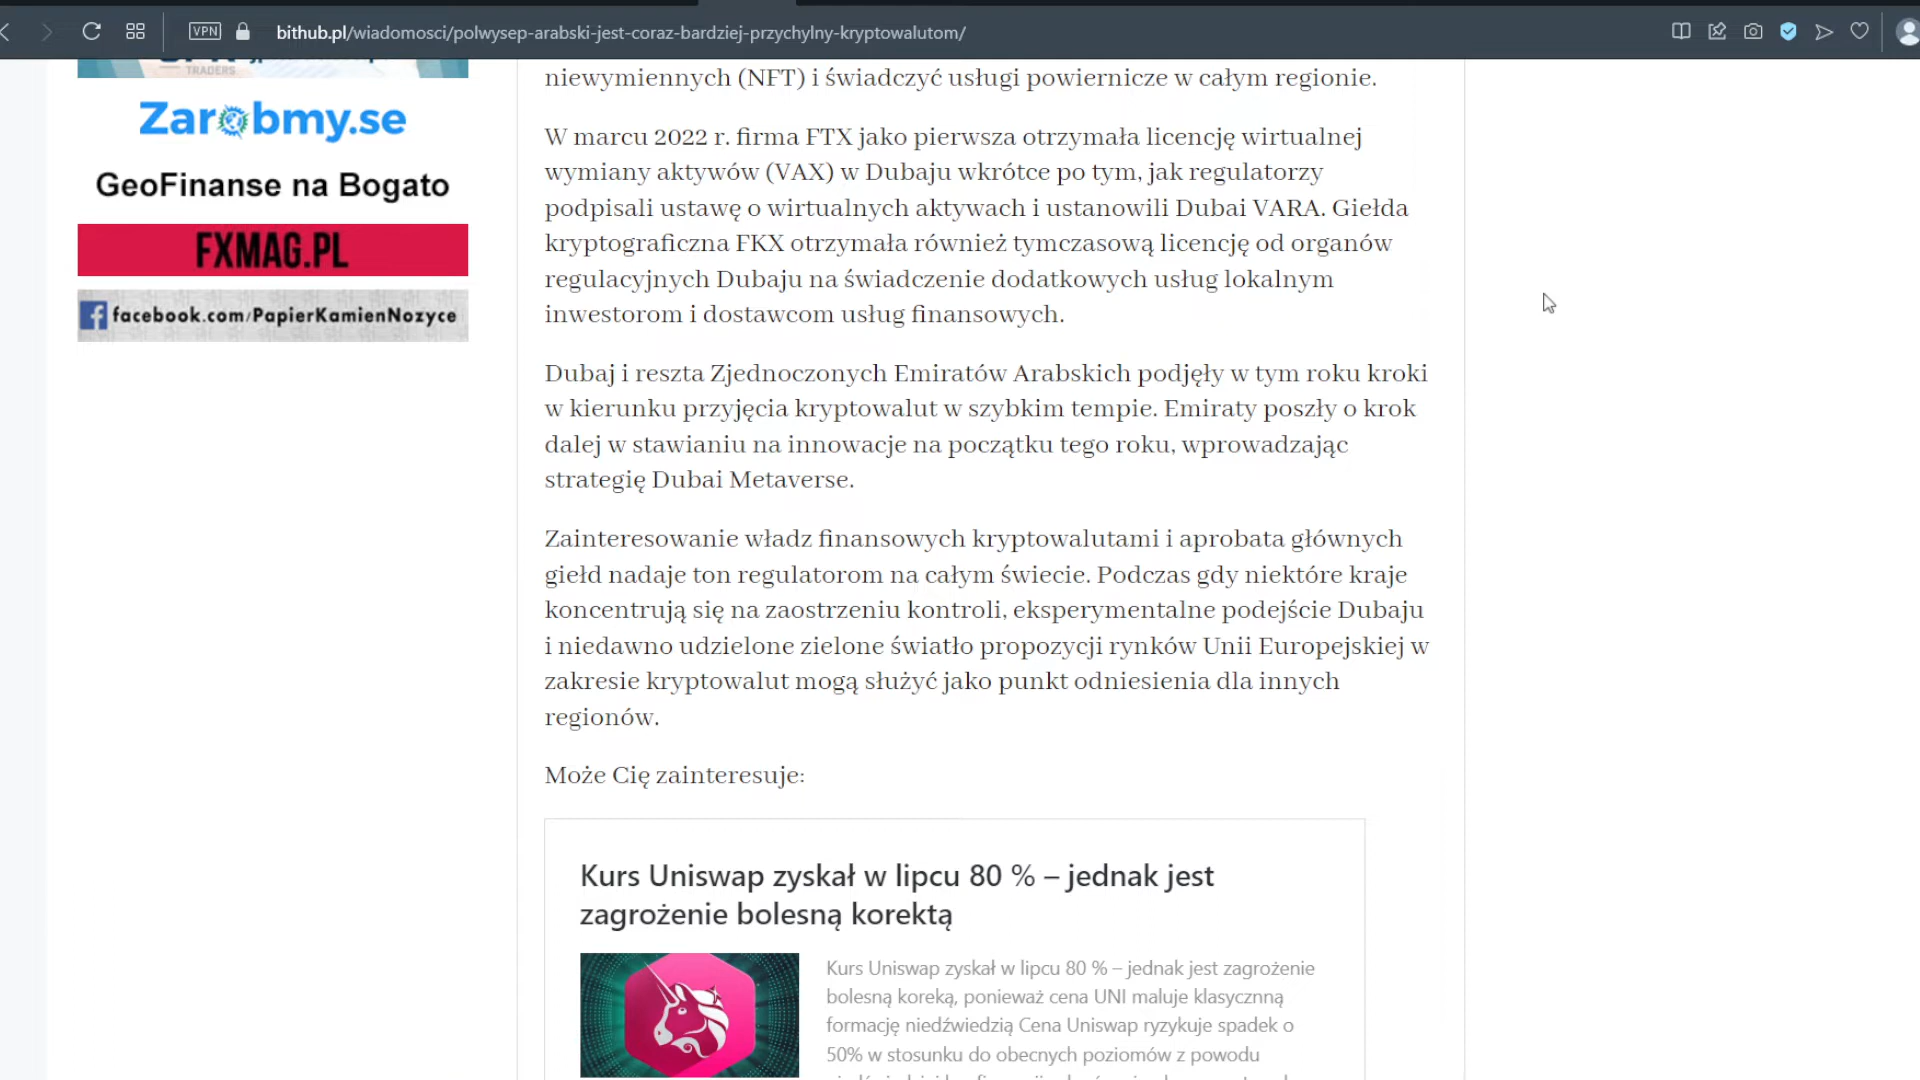 VPN
bithub.pl/wiadomosci/polwysep-arabski-jest-coraz-bardziej-przychylny-kryptowalutom/
TRADERS
Zarobmy.se
GeoFinanse na Bogato
FXMAG.PL
facebook.com/PapierKamienNozyce
niewymiennych (NFT) i świadczyć usługi powiernicze w całym regionie.
W marcu 2022 r. firma FTX jako pierwsza otrzymała licencję wirtualnej
wymiany aktywów (VAX) w Dubaju wkrótce po tym, jak regulatorzy
podpisali ustawę o wirtualnych aktywach i ustanowili Dubai VARA. Giełda
kryptograficzna FKX otrzymała również tymczasową licencję od organów
regulacyjnych Dubaju na świadczenie dodatkowych usług lokalnym
inwestorom i dostawcom usług finansowych.
Dubaj i reszta Zjednoczonych Emiratów Arabskich podjęły w tym roku kroki
w kierunku przyjęcia kryptowalut w szybkim tempie. Emiraty poszły o krok
dalej w stawianiu na innowacje na początku tego roku, wprowadzając
strategię Dubai Metaverse.
Zainteresowanie władz finansowych kryptowalutami i aprobata głównych
giełd nadaje ton regulatorom na całym świecie. Podczas gdy niektóre kraje
koncentrują się na zaostrzeniu kontroli, eksperymentalne podejście Dubaju
i niedawno udzielone zielone światło propozycji rynków Unii Europejskiej w
zakresie kryptowalut mogą służyć jako punkt odniesienia dla innych
regionów.
Może Cię zainteresuje:
Kurs Uniswap zyskał w lipcu 80 % – jednak jest
zagrożenie bolesną korektą
Kurs Uniswap zyskał w lipcu 80 % – jednak jest zagrożenie
bolesną koreką, ponieważ cena UNI maluje klasycznną
formację niedźwiedzią Cena Uniswap ryzykuje spadek o
50% w stosunku do obecnych poziomów z powodu